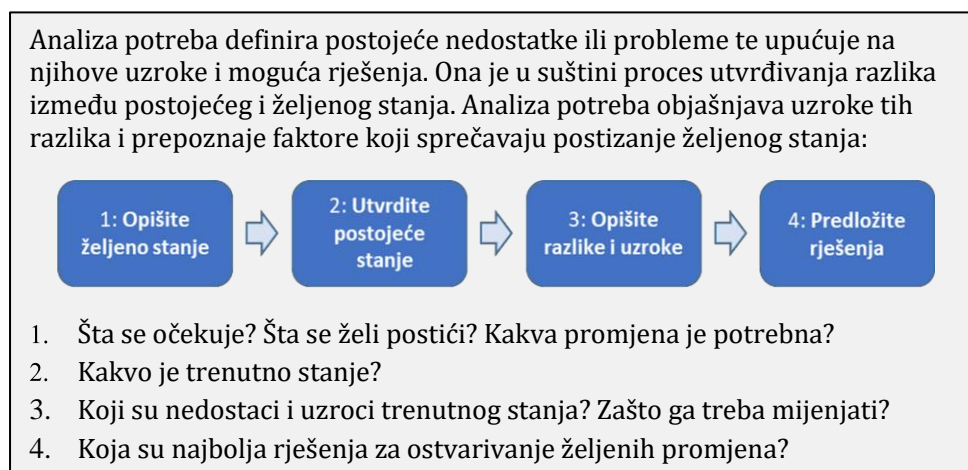 Analiza potreba definira postojeće nedostatke ili probleme te upućuje na
njihove uzroke i moguća rješenja. Ona je u suštini proces utvrđivanja razlika
između postojećeg i željenog stanja. Analiza potreba objašnjava uzroke tih
razlika i prepoznaje faktore koji sprečavaju postizanje željenog stanja:
1: Opišite
željeno stanje
2: Utvrdite
postojeće
stanje
3: Opišite
razlike i uzroke
4: Predložite
rješenja
1. Šta se očekuje? Šta se želi postići? Kakva promjena je potrebna?
2. Kakvo je trenutno stanje?
3. Koji su nedostaci i uzroci trenutnog stanja? Zašto ga treba mijenjati?
4. Koja su najbolja rješenja za ostvarivanje željenih promjena?